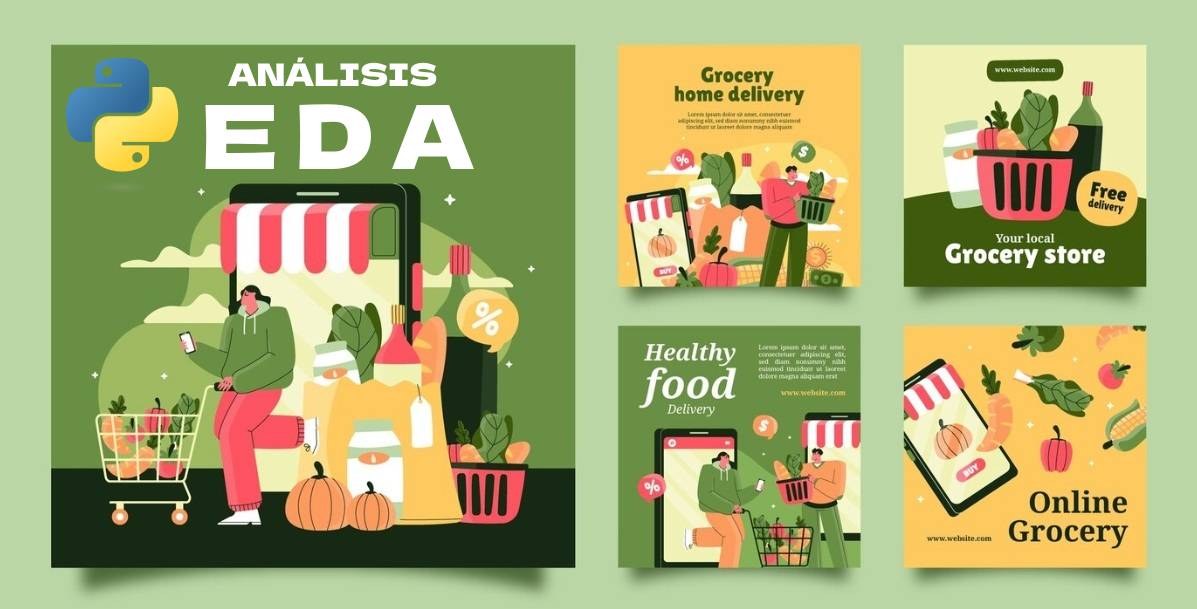 ANÁLISIS
EDA
%
BUY
Grocery
home delivery
Lorem ipsum dolor sit amet, consectetuer
adipiscing elit, sed diam nonummy nibh euismod
tincidunt ut laoreet dolore magna aliquam
%
$
BUY
www.website.com
Free
delivery
Your local
Grocery store
Healthy
food
Delivery
Lorem ipsum dolor sit amet,
consectetuer adipiscing elit,
sed diam nonummy nibh
euismod tincidunt ut laoreet
dolore magna aliquam erat
www.website.com
$
%
BUY
Online
Grocery
www.website.com